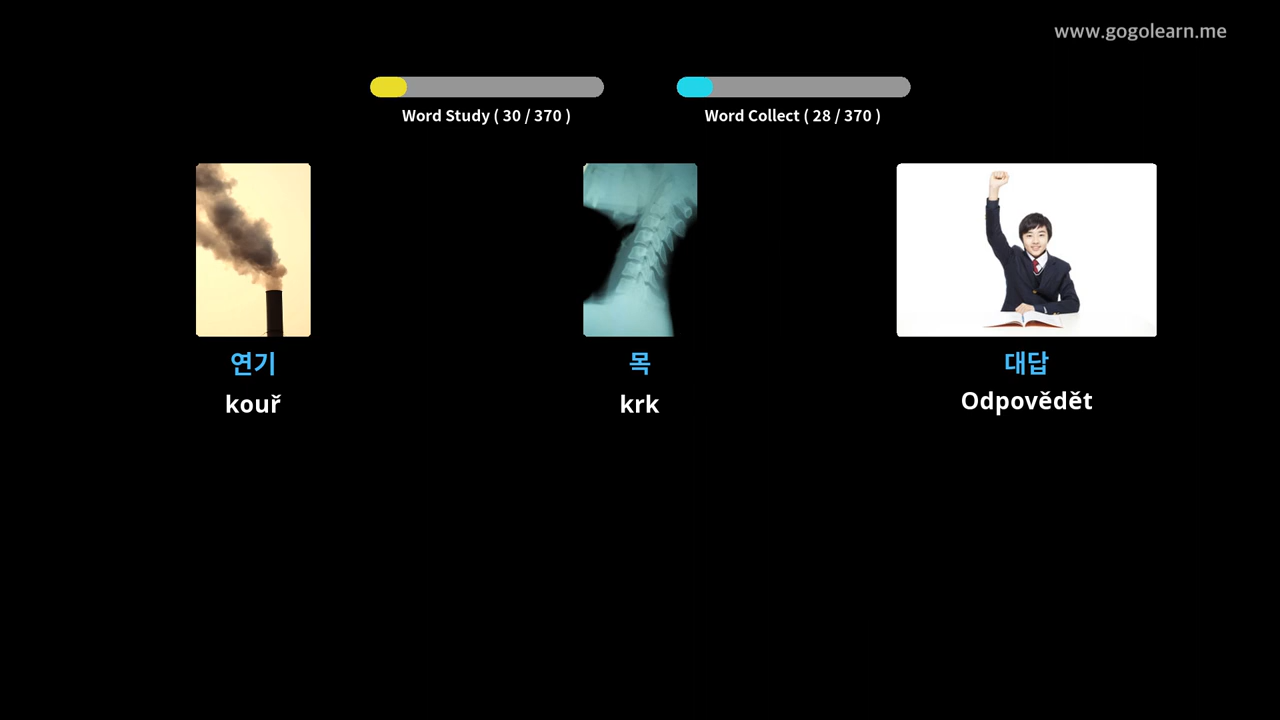 www.gogolearn.me
Word Study ( 30 / 370 )
Word Collect ( 28 / 370 )
연기
kouř
목
krk
대답
Odpovědět